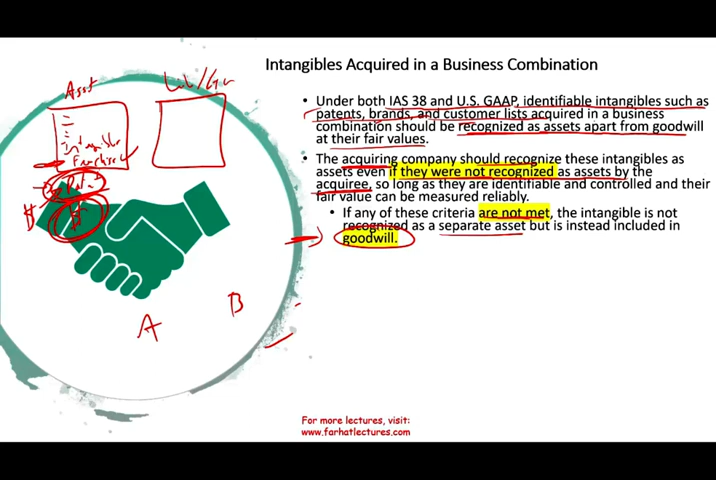 Intangibles Acquired in a Business Combination
Asset
• Under both IAS 38 and U.S. GAAP, identifiable intangibles such as
patents, brands, and customer lists acquired in a business
combination should be recognized as assets apart from goodwill
at their fair values.
• The acquiring company should recognize these intangibles as
assets even if they were not recognized as assets by the
acquiree, so long as they are identifiable and controlled and their
fair value can be measured reliably.
• If any of these criteria are not met, the intangible is not
recognized as a separate asset but is instead included in
goodwill.
Intangible
Franchise
A
B
For more lectures, visit:
www.farhatlectures.com